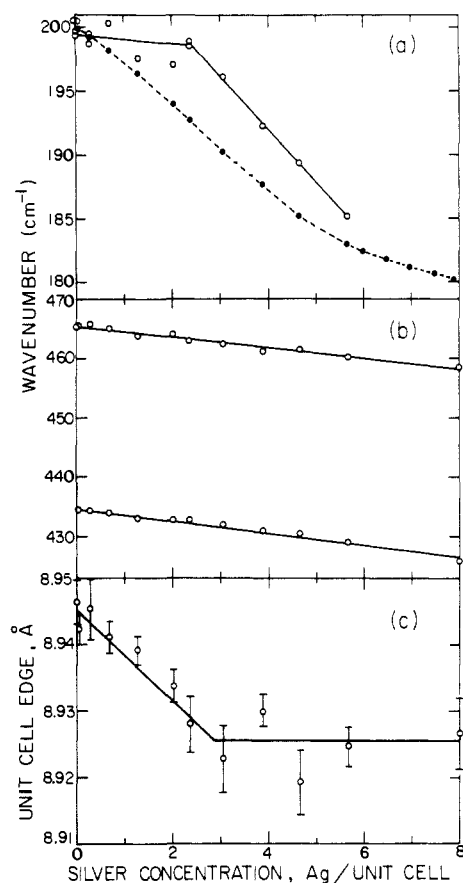 (a)
200
195
190
185
180
WAVENUMBER (cm⁻¹)
470
(b)
460
450
440
430
8.95
(c)
8.94
8.93
8.92
8.91
UNIT CELL EDGE, Å
0 2 4 6 8
SILVER CONCENTRATION, Ag/UNIT CELL